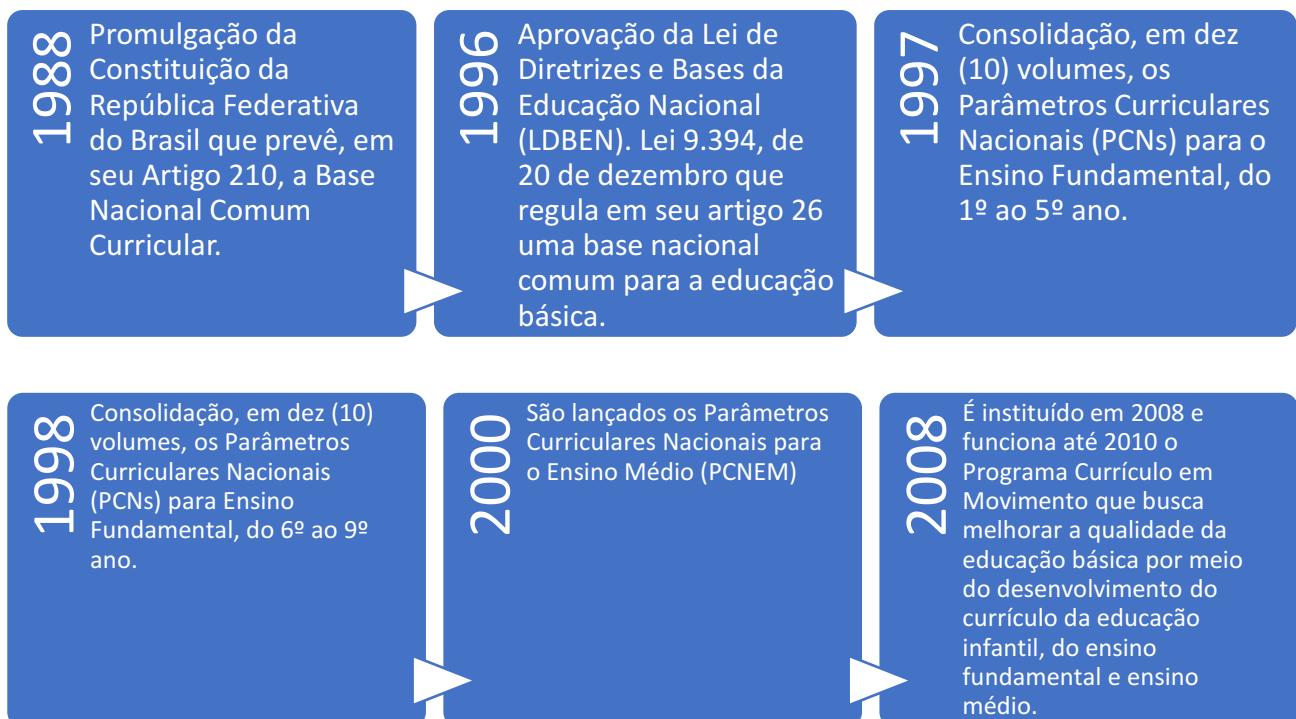 1988
Promulgação da
Constituição da
República Federativa
do Brasil que prevê, em
seu Artigo 210, a Base
Nacional Comum
Curricular.
1996
Aprovação da Lei de
Diretrizes e Bases da
Educação Nacional
(LDBEN). Lei 9.394, de
20 de dezembro que
regula em seu artigo 26
uma base nacional
comum para a educação
básica.
1997
Consolidação, em dez
(10) volumes, os
Parâmetros Curriculares
Nacionais (PCNs) para o
Ensino Fundamental, do
1º ao 5º ano.
1998
Consolidação, em dez (10)
volumes, os Parâmetros
Curriculares Nacionais
(PCNs) para Ensino
Fundamental, do 6º ao 9º
ano.
2000
São lançados os Parâmetros
Curriculares Nacionais para
o Ensino Médio (PCNEM)
2008
É instituído em 2008 e
funciona até 2010 o
Programa Currículo em
Movimento que busca
melhorar a qualidade da
educação básica por meio
do desenvolvimento do
currículo da educação
infantil, do ensino
fundamental e ensino
médio.